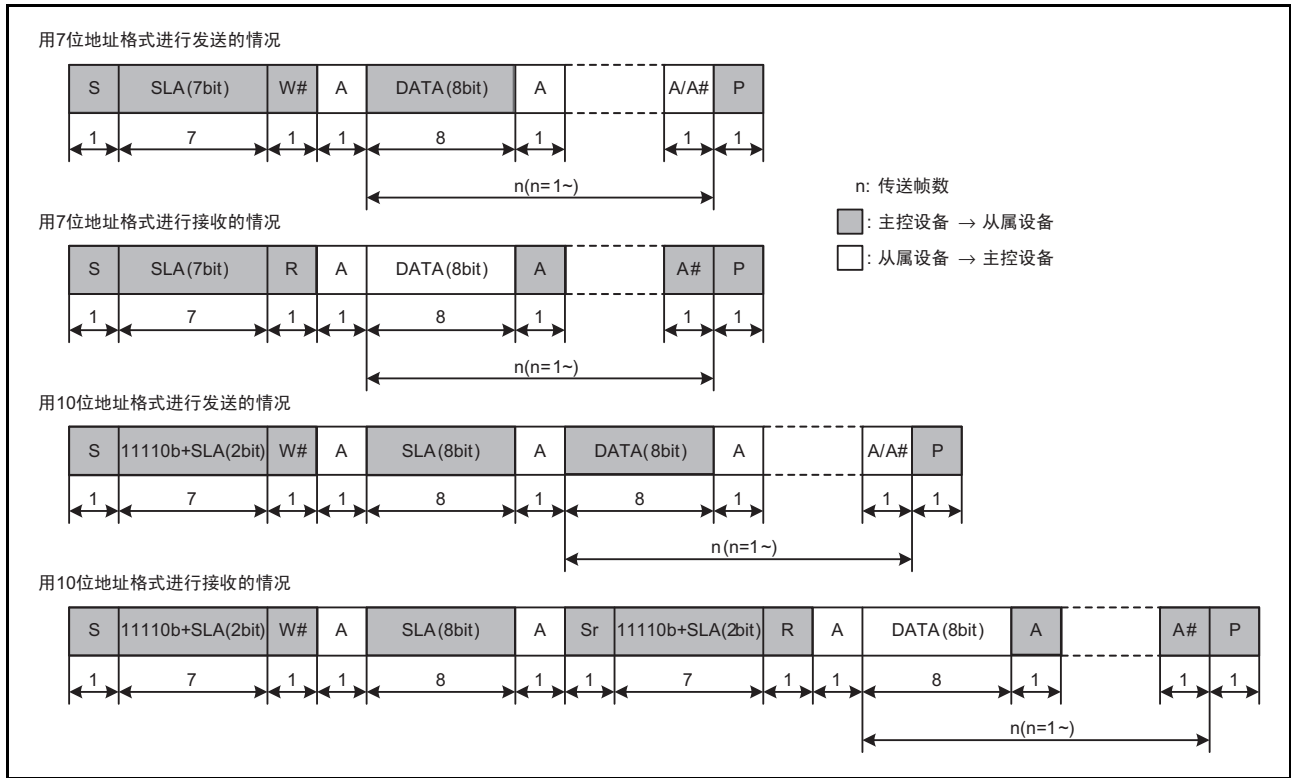 用7位地址格式进行发送的情况
S SLA(7bit) W# A DATA(8bit) A A/A# P
1 7 1 1 8 1 1 1
n(n=1~)
n: 传送帧数
: 主控设备 → 从属设备
: 从属设备 → 主控设备
用7位地址格式进行接收的情况
S SLA(7bit) R A DATA(8bit) A A# P
1 7 1 1 8 1 1 1
n(n=1~)
用10位地址格式进行发送的情况
S 11110b+SLA(2bit) W# A SLA(8bit) A DATA(8bit) A A/A# P
1 7 1 1 8 1 8 1 1 1
n(n=1~)
用10位地址格式进行接收的情况
S 11110b+SLA(2bit) W# A SLA(8bit) A Sr 11110b+SLA(2bit) R A DATA(8bit) A A# P
1 7 1 1 8 1 1 7 1 1 8 1 1 1
n(n=1~)